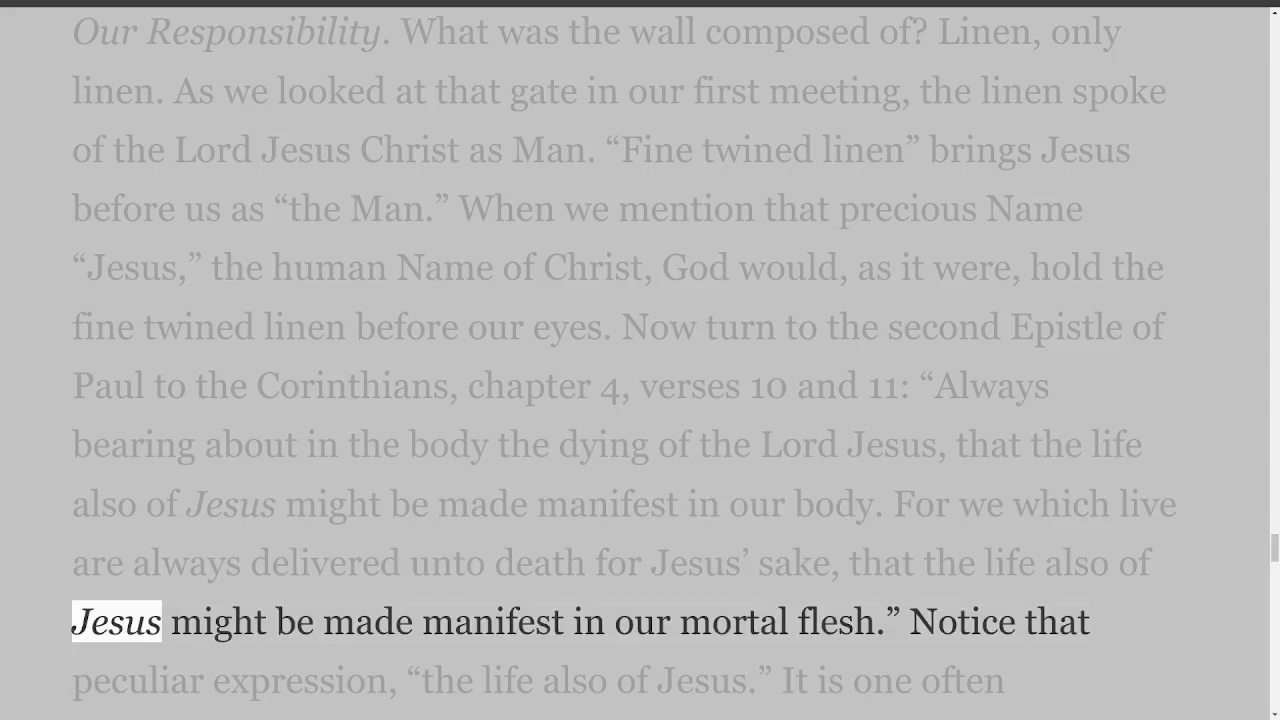 Our Responsibility. What was the wall composed of? Linen, only
linen. As we looked at that gate in our first meeting, the linen spoke
of the Lord Jesus Christ as Man. “Fine twined linen” brings Jesus
before us as “the Man.” When we mention that precious Name
“Jesus,” the human Name of Christ, God would, as it were, hold the
fine twined linen before our eyes. Now turn to the second Epistle of
Paul to the Corinthians, chapter 4, verses 10 and 11: “Always
bearing about in the body the dying of the Lord Jesus, that the life
also of Jesus might be made manifest in our body. For we which live
are always delivered unto death for Jesus’ sake, that the life also of
Jesus might be made manifest in our mortal flesh.” Notice that
peculiar expression, “the life also of Jesus.” It is one often